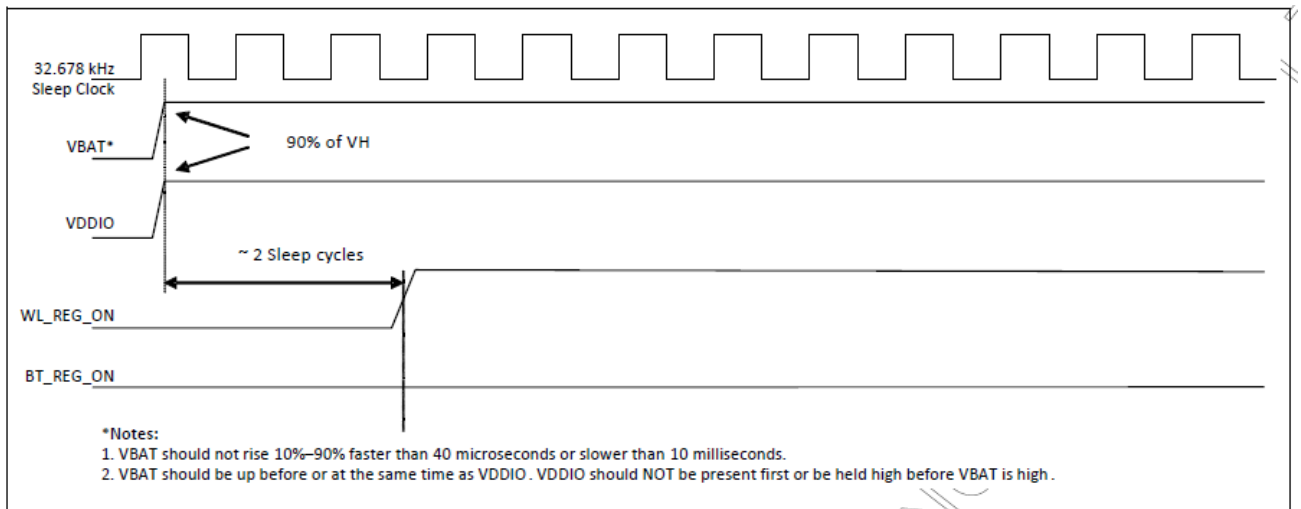 32.678 kHz
Sleep Clock
VBAT*
90% of VH
VDDIO
~ 2 Sleep cycles
WL_REG_ON
BT_REG_ON
*Notes:
1. VBAT should not rise 10%–90% faster than 40 microseconds or slower than 10 milliseconds.
2. VBAT should be up before or at the same time as VDDIO. VDDIO should NOT be present first or be held high before VBAT is high.